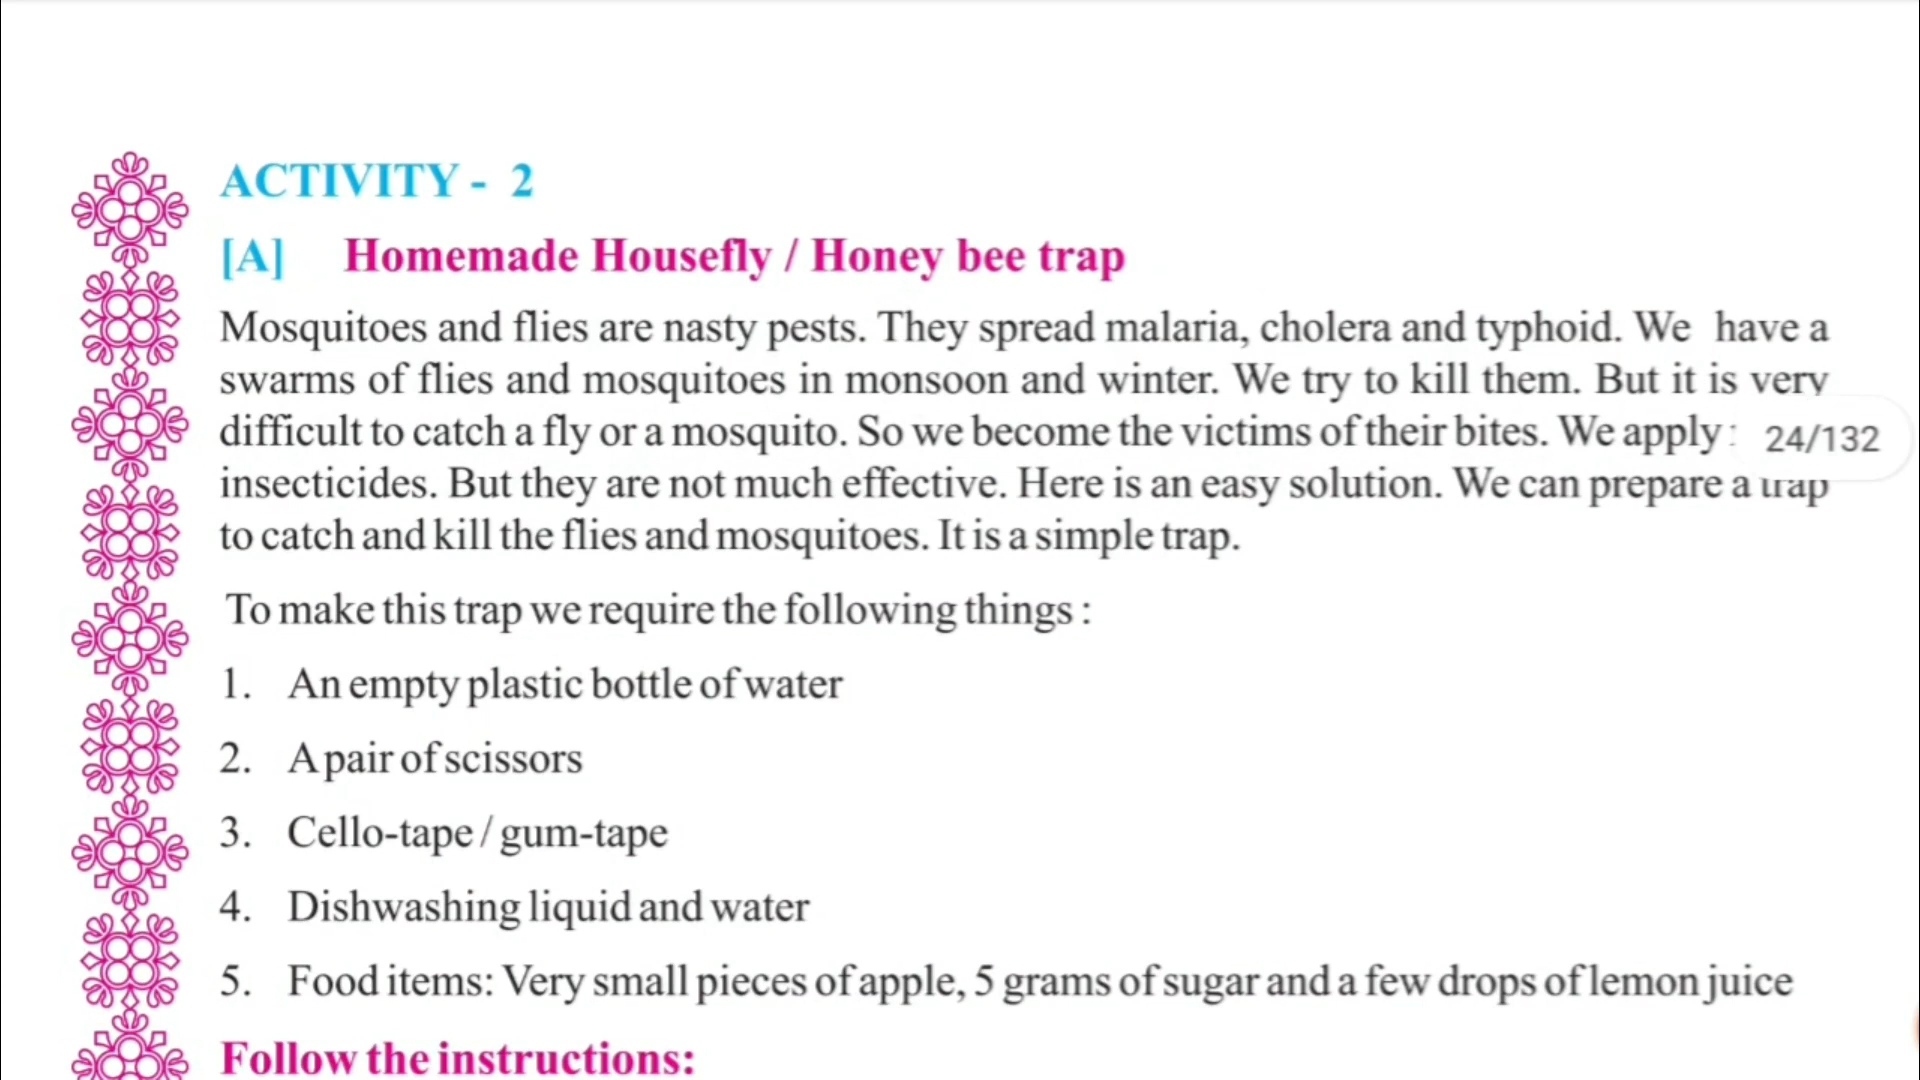 ACTIVITY - 2
[A] Homemade Housefly / Honey bee trap
Mosquitoes and flies are nasty pests. They spread malaria, cholera and typhoid. We have a
swarms of flies and mosquitoes in monsoon and winter. We try to kill them. But it is very
difficult to catch a fly or a mosquito. So we become the victims of their bites. We apply
24/132
insecticides. But they are not much effective. Here is an easy solution. We can prepare a trap
to catch and kill the flies and mosquitoes. It is a simple trap.
To make this trap we require the following things :
1. An empty plastic bottle of water
2. A pair of scissors
3. Cello-tape / gum-tape
4. Dishwashing liquid and water
5. Food items: Very small pieces of apple, 5 grams of sugar and a few drops of lemon juice
Follow the instructions: